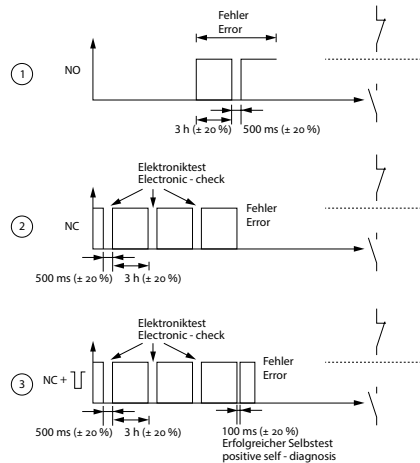 Fehler
Error
1
NO
3 h (± 20 %)
500 ms (± 20 %)
Elektroniktest
Electronic - check
2
NC
Fehler
Error
500 ms (± 20 %)
3 h (± 20 %)
Elektroniktest
Electronic - check
3
NC +
Fehler
Error
500 ms (± 20 %)
3 h (± 20 %)
100 ms (± 20 %)
Erfolgreicher Selbstest
positive self - diagnosis